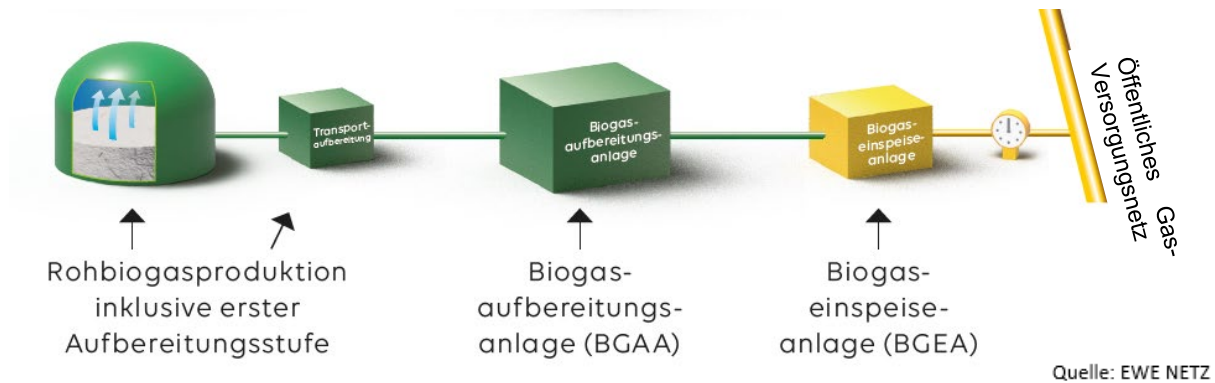 Transport-
aufbereitung
Biogas-
aufbereitungs-
anlage
Biogas-
einspeise-
anlage
Öffentliches Gas-
Versorgungsnetz
Rohbiogasproduktion
inklusive erster
Aufbereitungsstufe
Biogas-
aufbereitungs-
anlage (BGAA)
Biogas-
einspeise-
anlage (BGEA)
Quelle: EWE NETZ